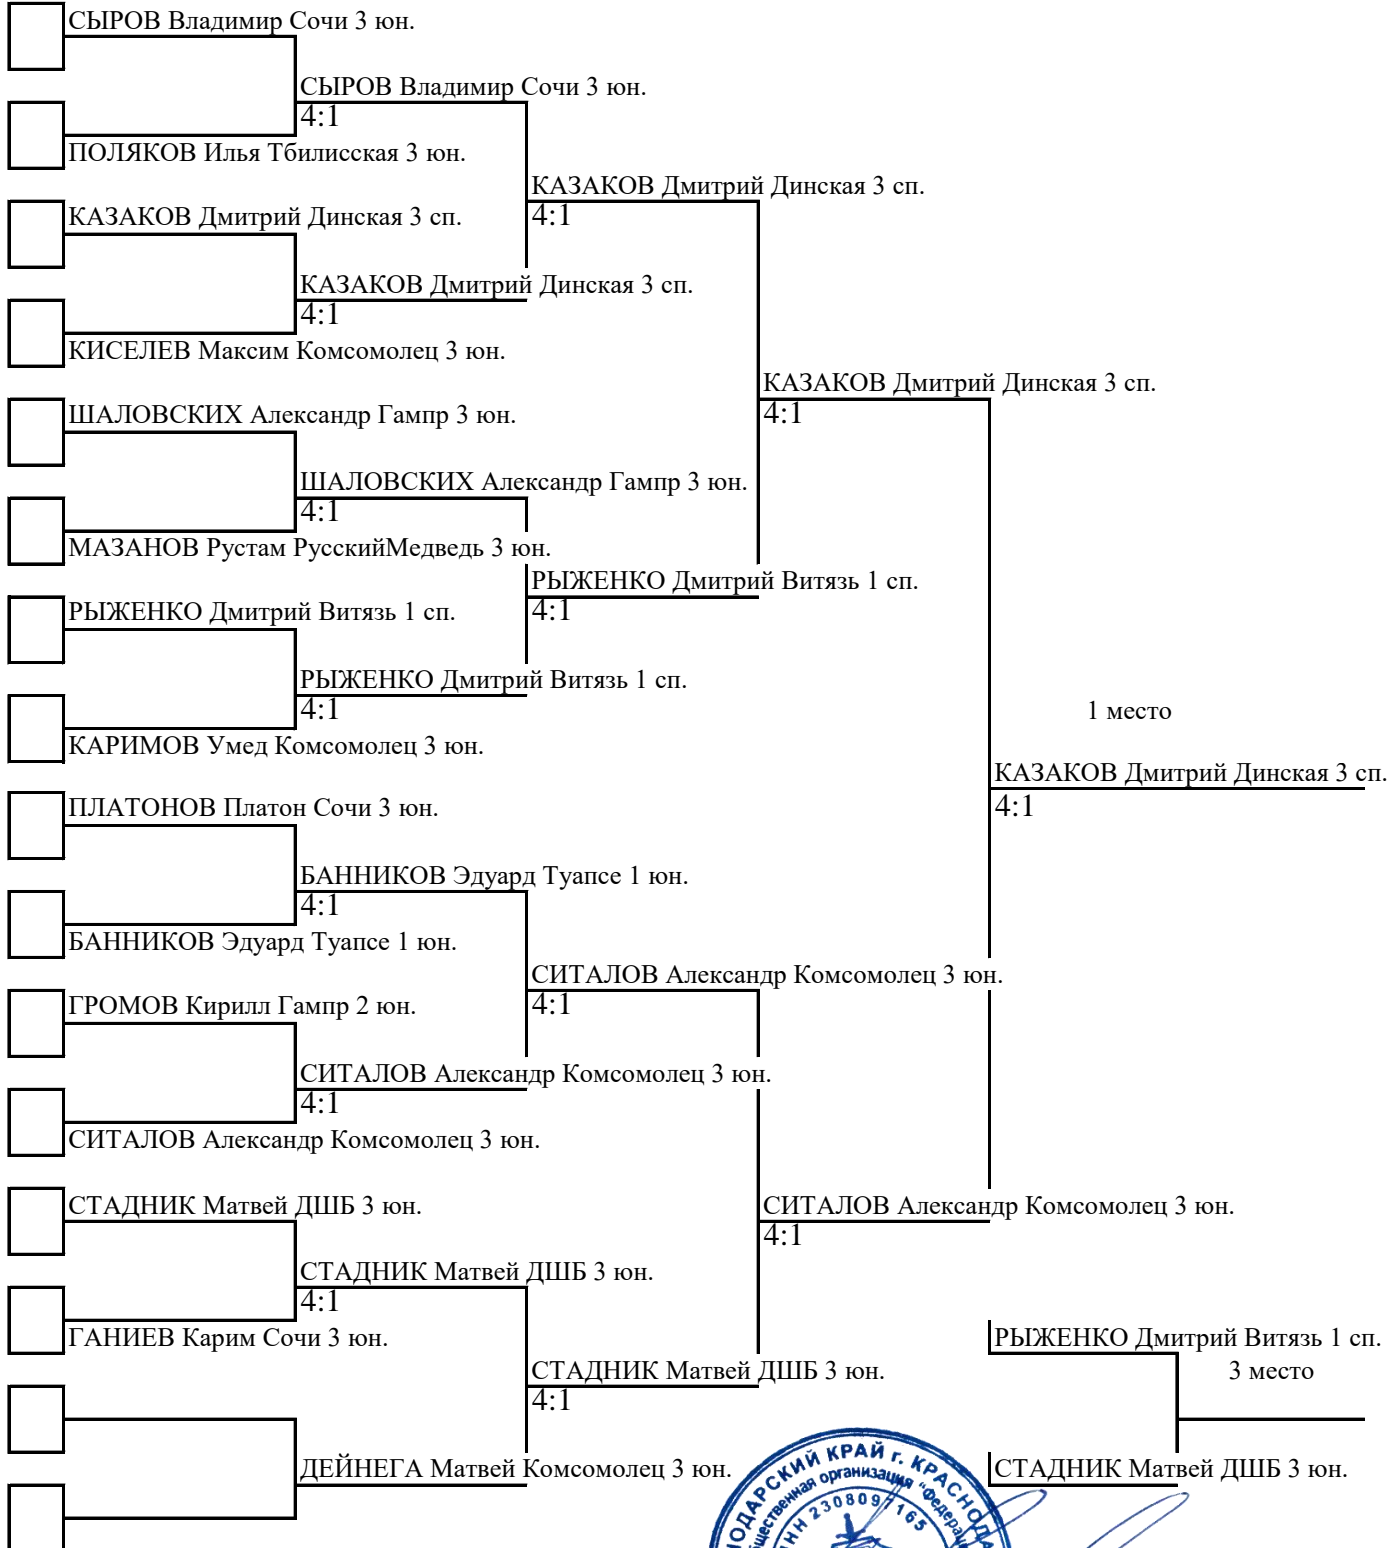 СЫРОВ Владимир Сочи 3 юн.
СЫРОВ Владимир Сочи 3 юн.
4:1
ПОЛЯКОВ Илья Тбилисская 3 юн.
КАЗАКОВ Дмитрий Динская 3 сп.
4:1
КАЗАКОВ Дмитрий Динская 3 сп.
КАЗАКОВ Дмитрий Динская 3 сп.
4:1
КИСЕЛЕВ Максим Комсомолец 3 юн.
КАЗАКОВ Дмитрий Динская 3 сп.
4:1
ШАЛОВСКИХ Александр Гампр 3 юн.
ШАЛОВСКИХ Александр Гампр 3 юн.
4:1
МАЗАНОВ Рустам РусскийМедведь 3 юн.
РЫЖЕНКО Дмитрий Витязь 1 сп.
4:1
РЫЖЕНКО Дмитрий Витязь 1 сп.
РЫЖЕНКО Дмитрий Витязь 1 сп.
4:1
1 место
КАРИМОВ Умед Комсомолец 3 юн.
КАЗАКОВ Дмитрий Динская 3 сп.
4:1
ПЛАТОНОВ Платон Сочи 3 юн.
БАННИКОВ Эдуард Туапсе 1 юн.
4:1
БАННИКОВ Эдуард Туапсе 1 юн.
СИТАЛОВ Александр Комсомолец 3 юн.
4:1
ГРОМОВ Кирилл Гампр 2 юн.
СИТАЛОВ Александр Комсомолец 3 юн.
4:1
СИТАЛОВ Александр Комсомолец 3 юн.
СТАДНИК Матвей ДШБ 3 юн.
СИТАЛОВ Александр Комсомолец 3 юн.
4:1
СТАДНИК Матвей ДШБ 3 юн.
4:1
ГАНИЕВ Карим Сочи 3 юн.
РЫЖЕНКО Дмитрий Витязь 1 сп.
3 место
СТАДНИК Матвей ДШБ 3 юн.
4:1
ДЕЙНЕГА Матвей Комсомолец 3 юн.
СТАДНИК Матвей ДШБ 3 юн.
КРАЙ г.
организация
ИНН 2308097165